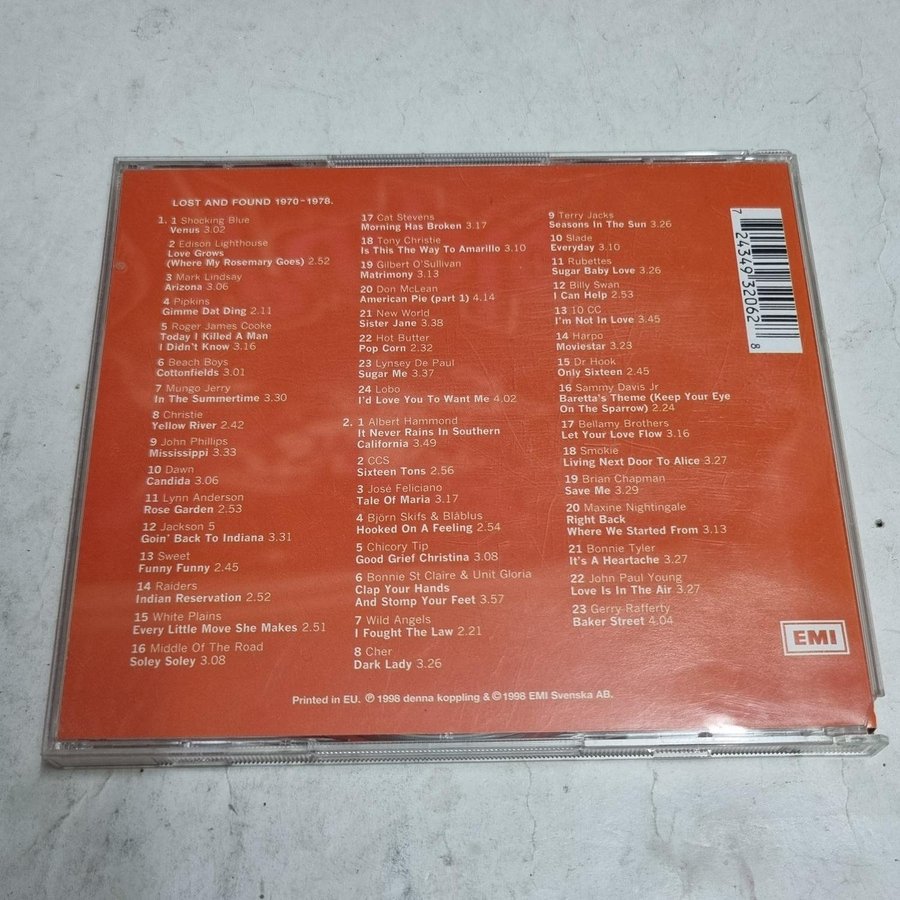 LOST AND FOUND 1970-1978.
1. 1 Shocking Blue
Venus 3.02
2 Edison Lighthouse
Love Grows
(Where My Rosemary Goes) 2.52
3 Mark Lindsay
Arizona 3.06
4 Pipkins
Gimme Dat Ding 2.11
5 Roger James Cooke
Today I Killed A Man
I Didn't Know 3.16
6 Beach Boys
Cottonfields 3.01
7 Mungo Jerry
In The Summertime 3.30
8 Christie
Yellow River 2.42
9 John Phillips
Mississippi 3.33
10 Dawn
Candida 3.06
11 Lynn Anderson
Rose Garden 2.53
12 Jackson 5
Goin' Back To Indiana 3.31
13 Sweet
Funny Funny 2.45
14 Raiders
Indian Reservation 2.52
15 White Plains
Every Little Move She Makes 2.51
16 Middle Of The Road
Soley Soley 3.08
17 Cat Stevens
Morning Has Broken 3.17
18 Tony Christie
Is This The Way To Amarillo 3.10
19 Gilbert O'Sullivan
Matrimony 3.13
20 Don McLean
American Pie (part 1) 4.14
21 New World
Sister Jane 3.38
22 Hot Butter
Pop Corn 2.32
23 Lynsey De Paul
Sugar Me 3.37
24 Lobo
I'd Love You To Want Me 4.02
2. 1 Albert Hammond
It Never Rains In Southern
California 3.49
2 CCS
Sixteen Tons 2.56
3 José Feliciano
Tale Of Maria 3.17
4 Björn Skifs & Blåblus
Hooked On A Feeling 2.54
5 Chicory Tip
Good Grief Christina 3.08
6 Bonnie St Claire & Unit Gloria
Clap Your Hands
And Stomp Your Feet 3.57
7 Wild Angels
I Fought The Law 2.21
8 Cher
Dark Lady 3.26
9 Terry Jacks
Seasons In The Sun 3.26
10 Slade
Everyday 3.10
11 Rubettes
Sugar Baby Love 3.26
12 Billy Swan
I Can Help 2.53
13 10 CC
I'm Not In Love 3.45
14 Harpo
Moviestar 3.23
15 Dr Hook
Only Sixteen 2.45
16 Sammy Davis Jr
Baretta's Theme (Keep Your Eye
On The Sparrow) 2.24
17 Bellamy Brothers
Let Your Love Flow 3.16
18 Smokie
Living Next Door To Alice 3.27
19 Brian Chapman
Save Me 3.29
20 Maxine Nightingale
Right Back
Where We Started From 3.13
21 Bonnie Tyler
It's A Heartache 3.27
22 John Paul Young
Love Is In The Air 3.27
23 Gerry Rafferty
Baker Street 4.04
7 24349 32062 8
EMI
Printed in EU. ℗ 1998 denna koppling & © 1998 EMI Svenska AB.